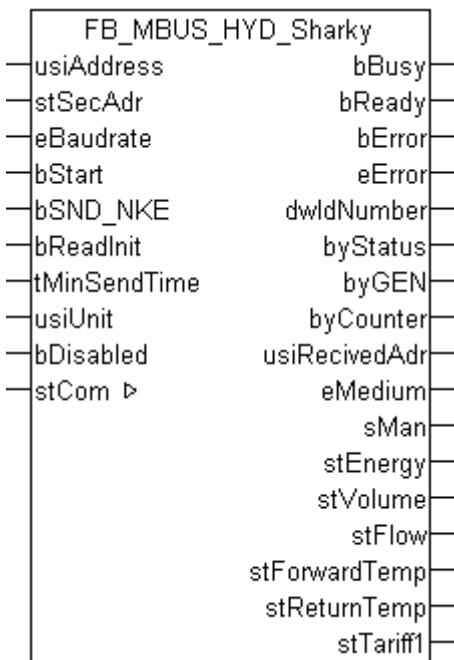 FB_MBUS_HYD_Sharky
usiAddress bBusy
stSecAdr bReady
eBaudrate bError
bStart eError
bSND_NKE dwIdNumber
bReadInit byStatus
tMinSendTime byGEN
usiUnit byCounter
bDisabled usiRecivedAdr
stCom ▷ eMedium
sMan
stEnergy
stVolume
stFlow
stForwardTemp
stReturnTemp
stTariff1